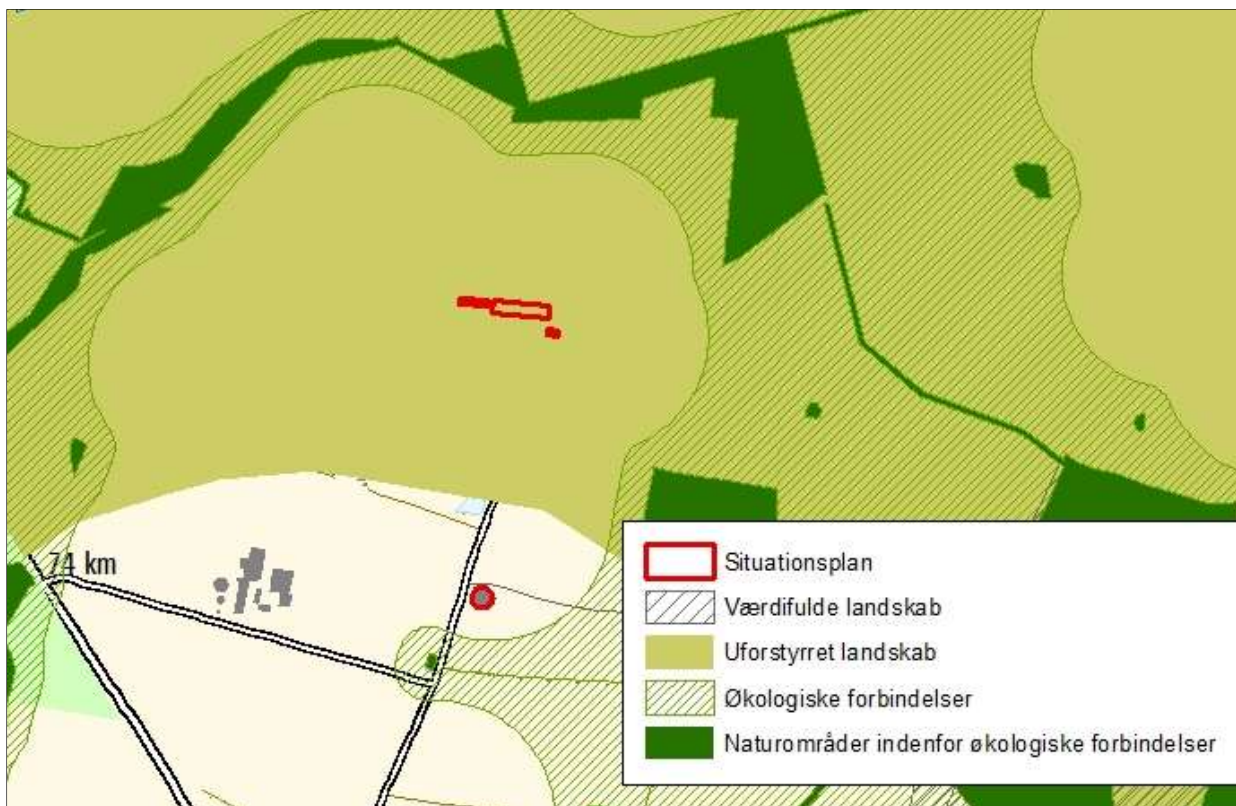 74 km
Situationsplan
Værdifulde landskab
Uforstyrret landskab
Økologiske forbindelser
Naturområder indenfor økologiske forbindelser